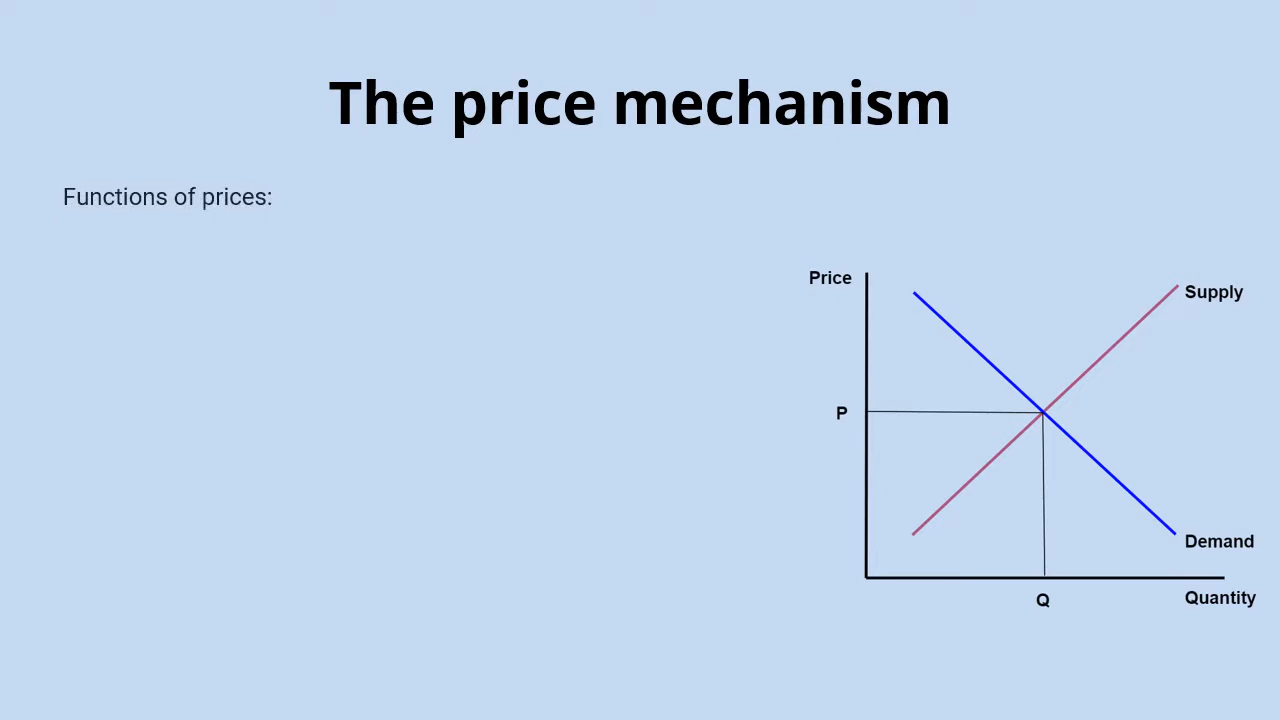 The price mechanism
Functions of prices:
Price
Supply
P
Demand
Quantity
Q